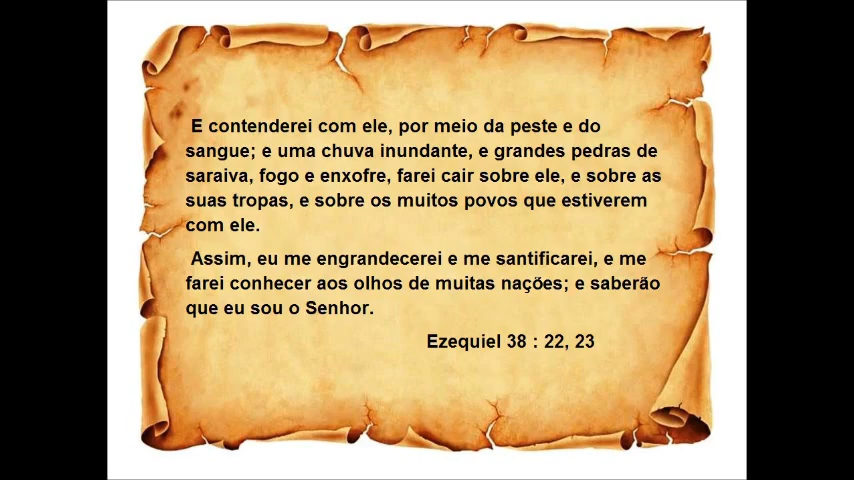 E contenderei com ele, por meio da peste e do
sangue; e uma chuva inundante, e grandes pedras de
saraiva, fogo e enxofre, farei cair sobre ele, e sobre as
suas tropas, e sobre os muitos povos que estiverem
com ele.
Assim, eu me engrandecerei e me santificarei, e me
farei conhecer aos olhos de muitas nações; e saberão
que eu sou o Senhor.
Ezequiel 38 : 22, 23